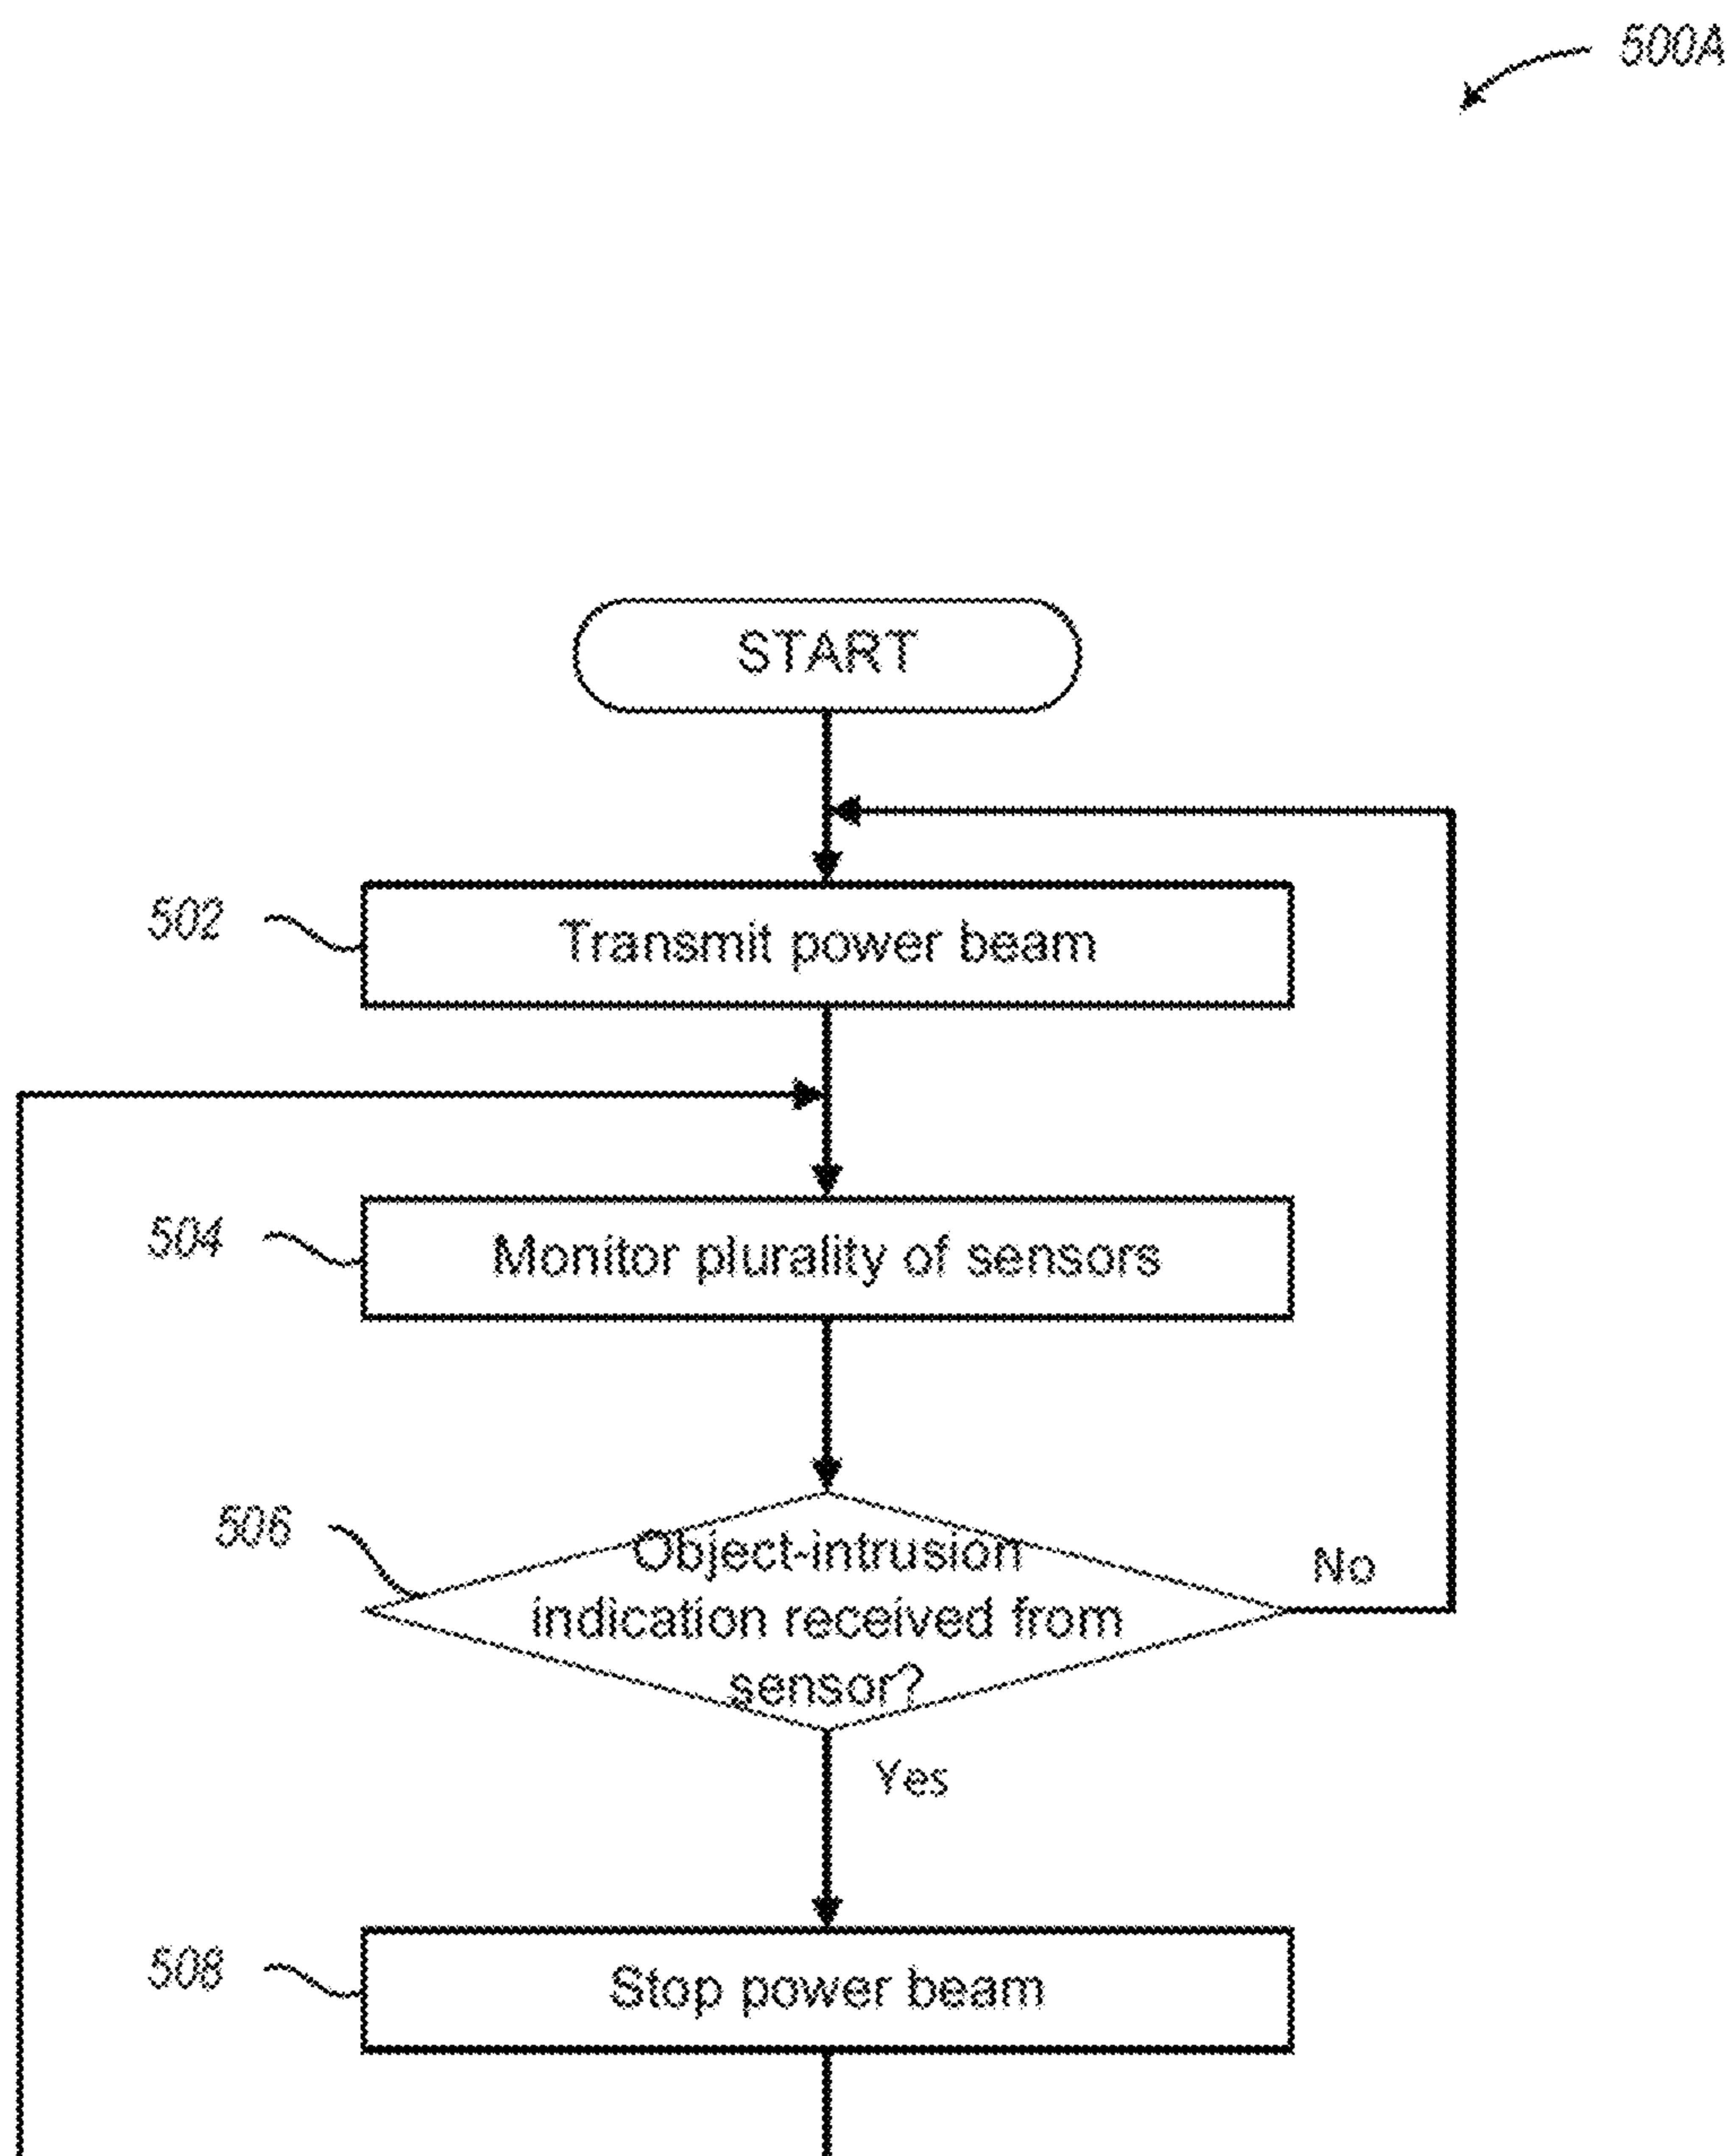 500A
START
502
Transmit power beam
504
Monitor plurality of sensors
506
Object-intrusion
indication received from
sensor?
No
Yes
508
Stop power beam